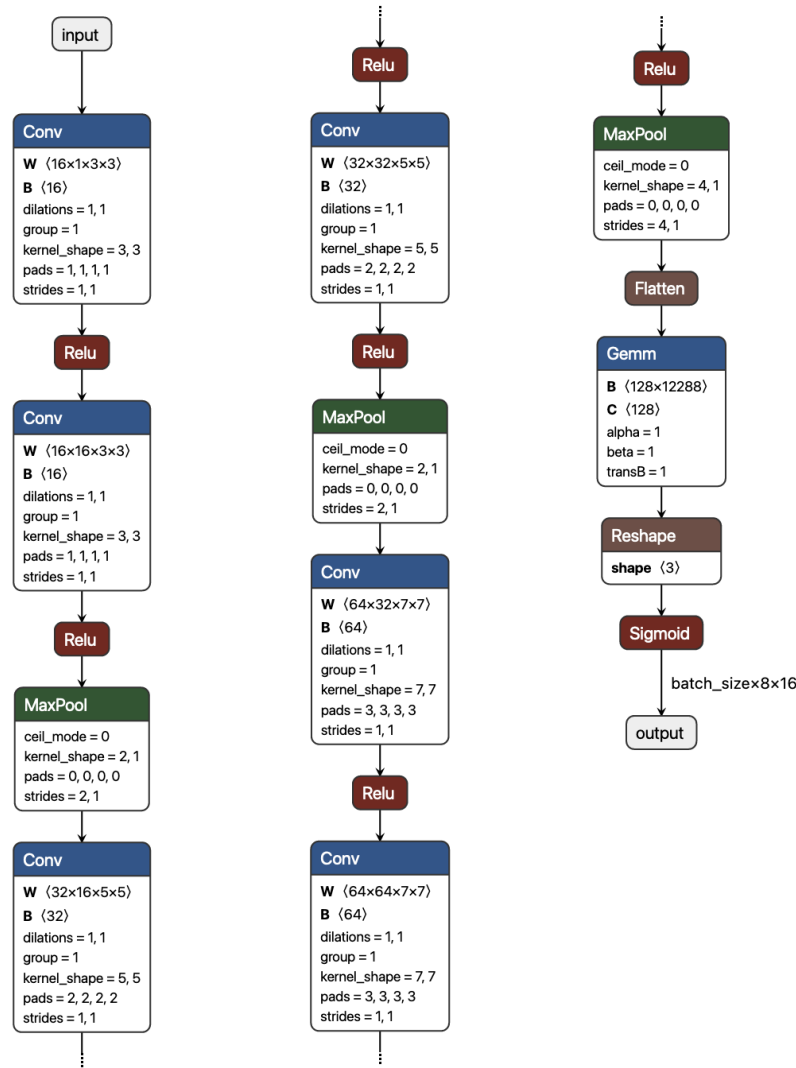 input
Conv
W ⟨16×1×3×3⟩
B ⟨16⟩
dilations = 1, 1
group = 1
kernel_shape = 3, 3
pads = 1, 1, 1, 1
strides = 1, 1
Relu
Conv
W ⟨16×16×3×3⟩
B ⟨16⟩
dilations = 1, 1
group = 1
kernel_shape = 3, 3
pads = 1, 1, 1, 1
strides = 1, 1
Relu
MaxPool
ceil_mode = 0
kernel_shape = 2, 1
pads = 0, 0, 0, 0
strides = 2, 1
Conv
W ⟨32×16×5×5⟩
B ⟨32⟩
dilations = 1, 1
group = 1
kernel_shape = 5, 5
pads = 2, 2, 2, 2
strides = 1, 1
Relu
Conv
W ⟨32×32×5×5⟩
B ⟨32⟩
dilations = 1, 1
group = 1
kernel_shape = 5, 5
pads = 2, 2, 2, 2
strides = 1, 1
Relu
MaxPool
ceil_mode = 0
kernel_shape = 2, 1
pads = 0, 0, 0, 0
strides = 2, 1
Conv
W ⟨64×32×7×7⟩
B ⟨64⟩
dilations = 1, 1
group = 1
kernel_shape = 7, 7
pads = 3, 3, 3, 3
strides = 1, 1
Relu
Conv
W ⟨64×64×7×7⟩
B ⟨64⟩
dilations = 1, 1
group = 1
kernel_shape = 7, 7
pads = 3, 3, 3, 3
strides = 1, 1
Relu
MaxPool
ceil_mode = 0
kernel_shape = 4, 1
pads = 0, 0, 0, 0
strides = 4, 1
Flatten
Gemm
B ⟨128×12288⟩
C ⟨128⟩
alpha = 1
beta = 1
transB = 1
Reshape
shape ⟨3⟩
Sigmoid
batch_size×8×16
output